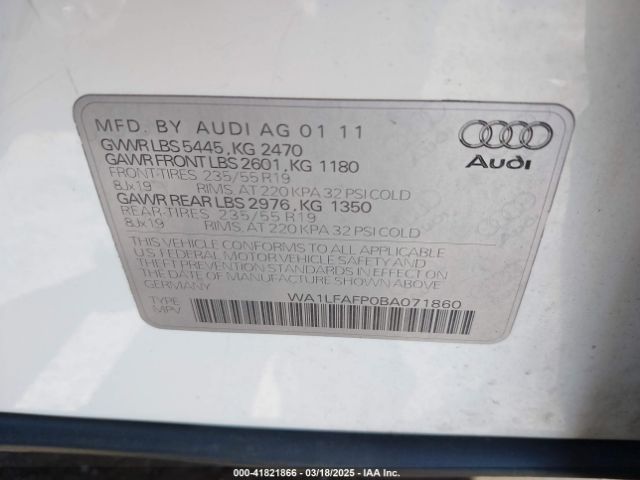 MFD. BY AUDI AG 01 11
GVWR LBS 5445, KG 2470
GAWR FRONT LBS 2601, KG 1180
FRONT-TIRES 235/55 R19
8Jx19 RIMS, AT 220 KPA 32 PSI COLD
GAWR REAR LBS 2976, KG 1350
REAR-TIRES 235/55 R19
8Jx19 RIMS, AT 220 KPA 32 PSI COLD
THIS VEHICLE CONFORMS TO ALL APPLICABLE
U.S. FEDERAL MOTOR VEHICLE SAFETY AND
THEFT PREVENTION STANDARDS IN EFFECT ON
THE DATE OF MANUFACTURE SHOWN ABOVE.
GERMANY
WA1LFAFP0BA071860
TYPE
MPV
Audi
000-41821866 - 03/18/2025 - IAA Inc.